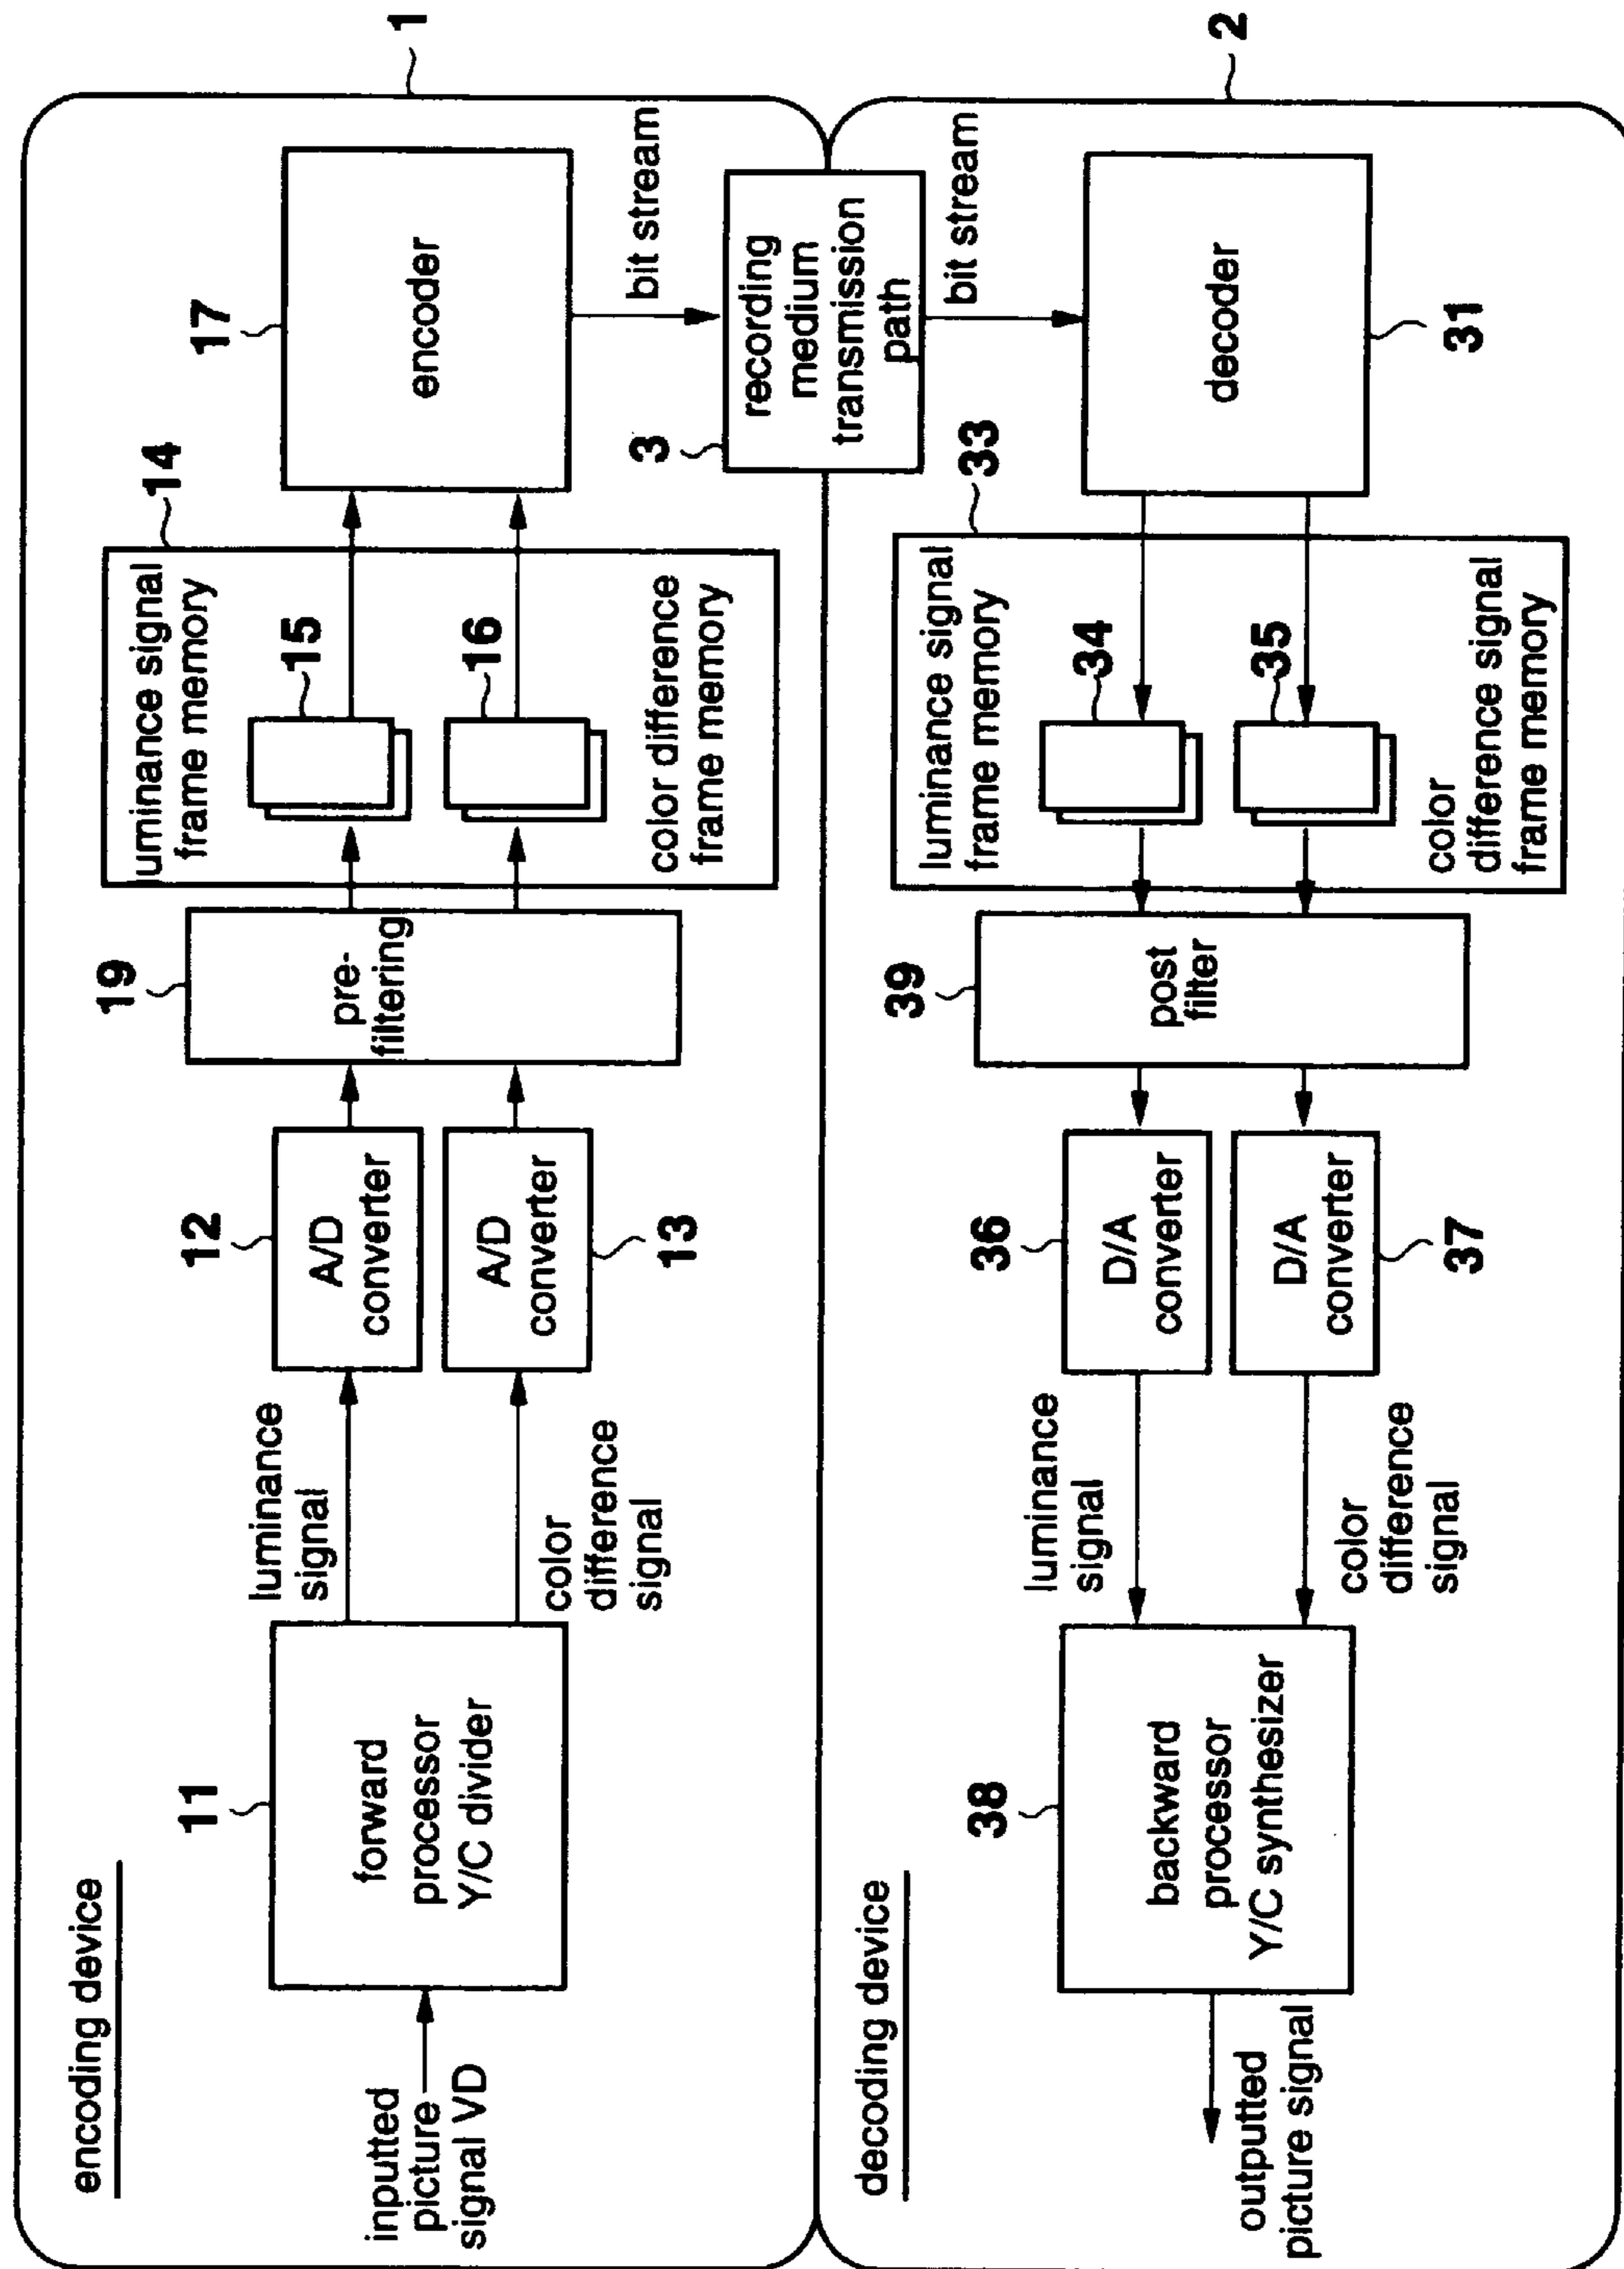 encoding device
inputted
picture
signal VD
11
forward
processor
Y/C divider
luminance
signal
color
difference
signal
12
A/D
converter
A/D
converter
13
19
pre-
filtering
14
luminance signal
frame memory
15
16
color difference
frame memory
17
encoder
1
bit stream
3
recording
medium
transmission
path
bit stream
2
decoding device
decoder
31
33
luminance signal
frame memory
34
35
color
difference signal
frame memory
39
post
filter
36
D/A
converter
D/A
converter
37
luminance
signal
color
difference
signal
38
backward
processor
Y/C synthesizer
outputted
picture signal